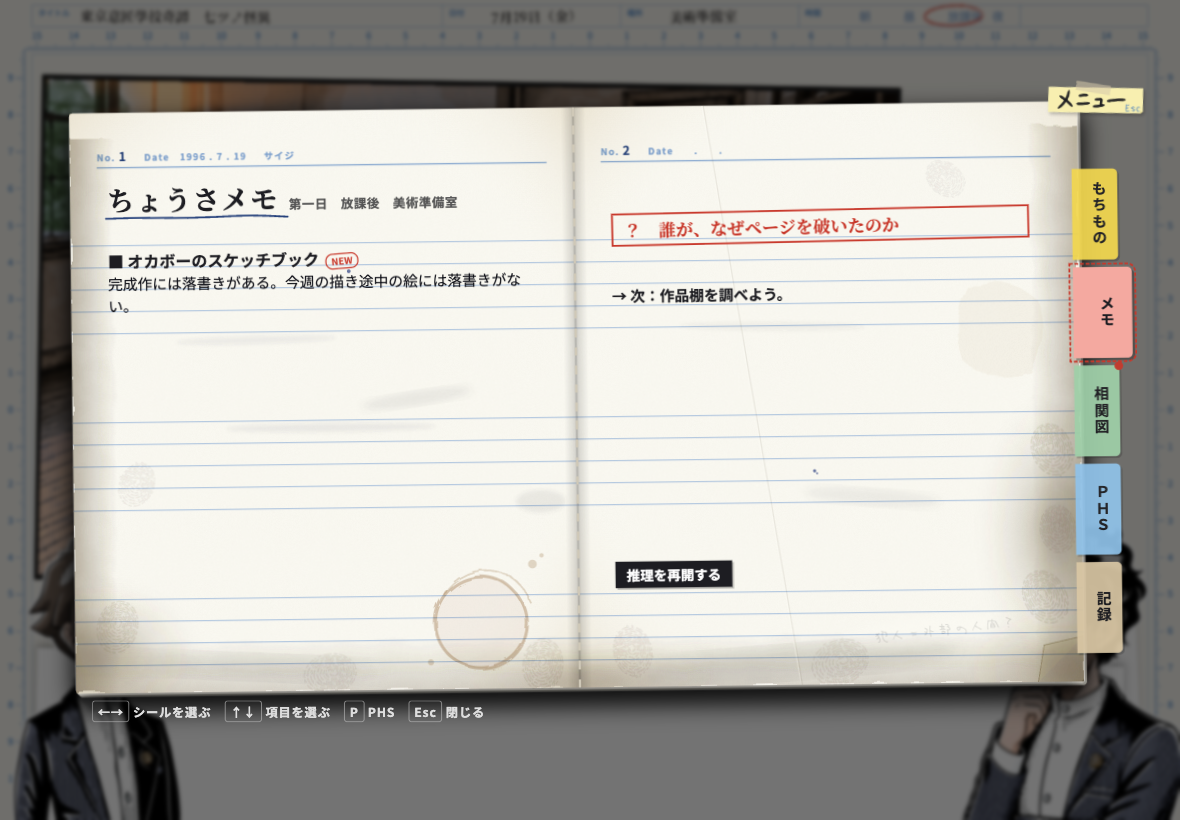 7月19日（金）
美術準備室
メニュー Esc
No. 1 Date 1996.7.19 サイジ
ちょうさメモ 第一日 放課後 美術準備室
■ オカボーのスケッチブック NEW
完成作には落書きがある。今週の描き途中の絵には落書きがな
い。
No. 2 Date . .
？ 誰が、なぜページを破いたのか
→ 次：作品棚を調べよう。
推理を再開する
もちもの
メモ
相関図
PHS
記録
←→ シールを選ぶ ↑↓ 項目を選ぶ P PHS Esc 閉じる